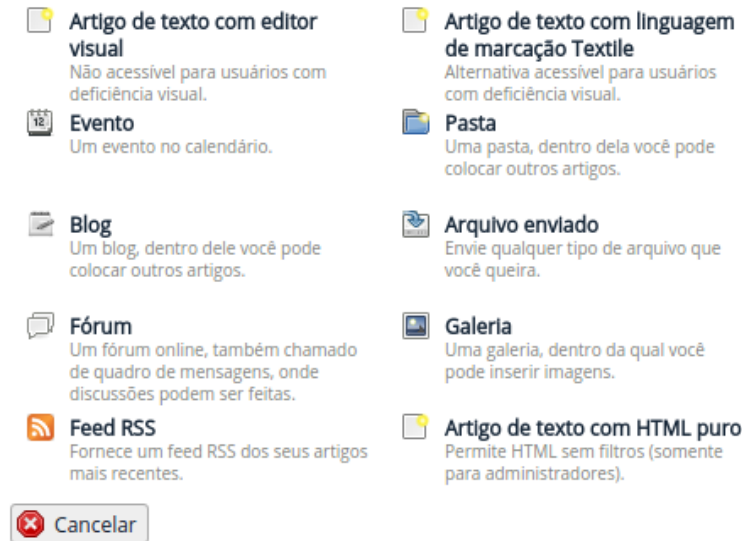 Artigo de texto com editor
visual
Não acessível para usuários com
deficiência visual.
Artigo de texto com linguagem
de marcação Textile
Alternativa acessível para usuários
com deficiência visual.
12
Evento
Um evento no calendário.
Pasta
Uma pasta, dentro dela você pode
colocar outros artigos.
Blog
Um blog, dentro dele você pode
colocar outros artigos.
Arquivo enviado
Envie qualquer tipo de arquivo que
você queira.
Fórum
Um fórum online, também chamado
de quadro de mensagens, onde
discussões podem ser feitas.
Galeria
Uma galeria, dentro da qual você
pode inserir imagens.
Feed RSS
Fornece um feed RSS dos seus artigos
mais recentes.
Artigo de texto com HTML puro
Permite HTML sem filtros (somente
para administradores).
Cancelar